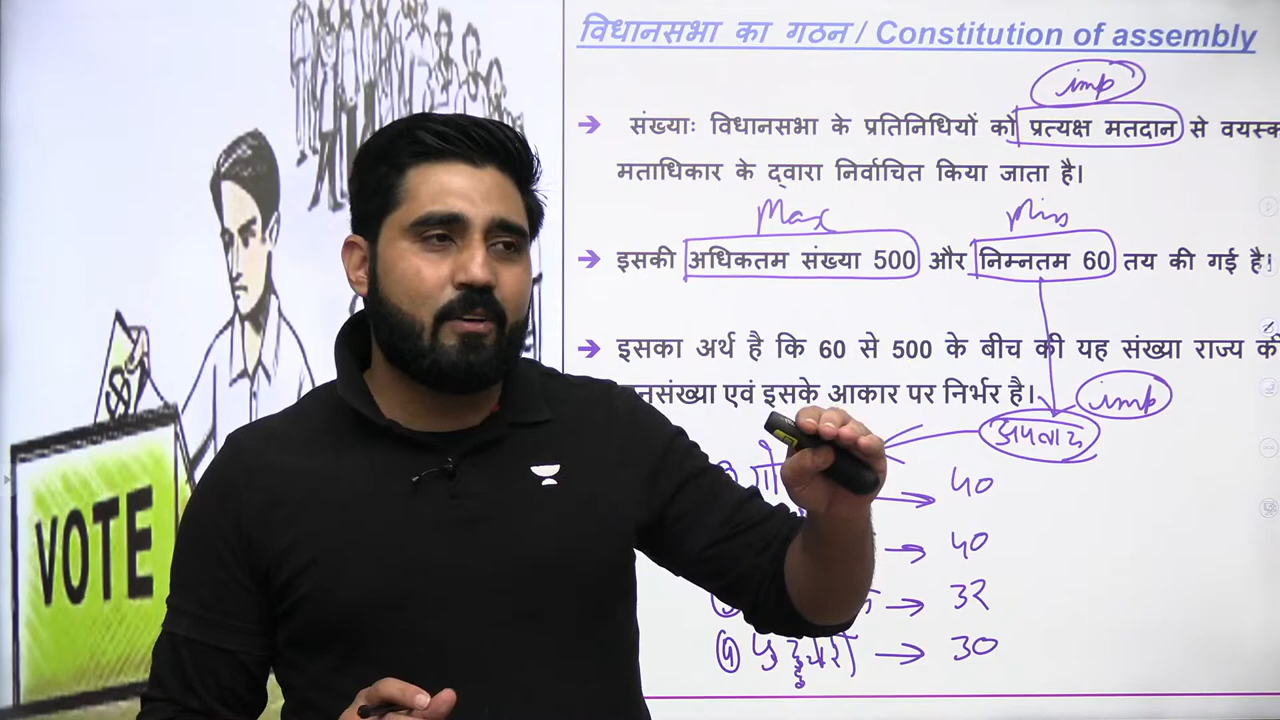 विधानसभा का गठन / Constitution of assembly
imp
➔ संख्याः विधानसभा के प्रतिनिधियों को प्रत्यक्ष मतदान से वयस्क
मताधिकार के द्वारा निर्वाचित किया जाता है।
Max Min
➔ इसकी अधिकतम संख्या 500 और निम्नतम 60 तय की गई है।
➔ इसका अर्थ है कि 60 से 500 के बीच की यह संख्या राज्य की
नसंख्या एवं इसके आकार पर निर्भर है।
imp
अपवाद
गो → 40
→ 40
→ 32
④ पुदुचेरी → 30
VOTE